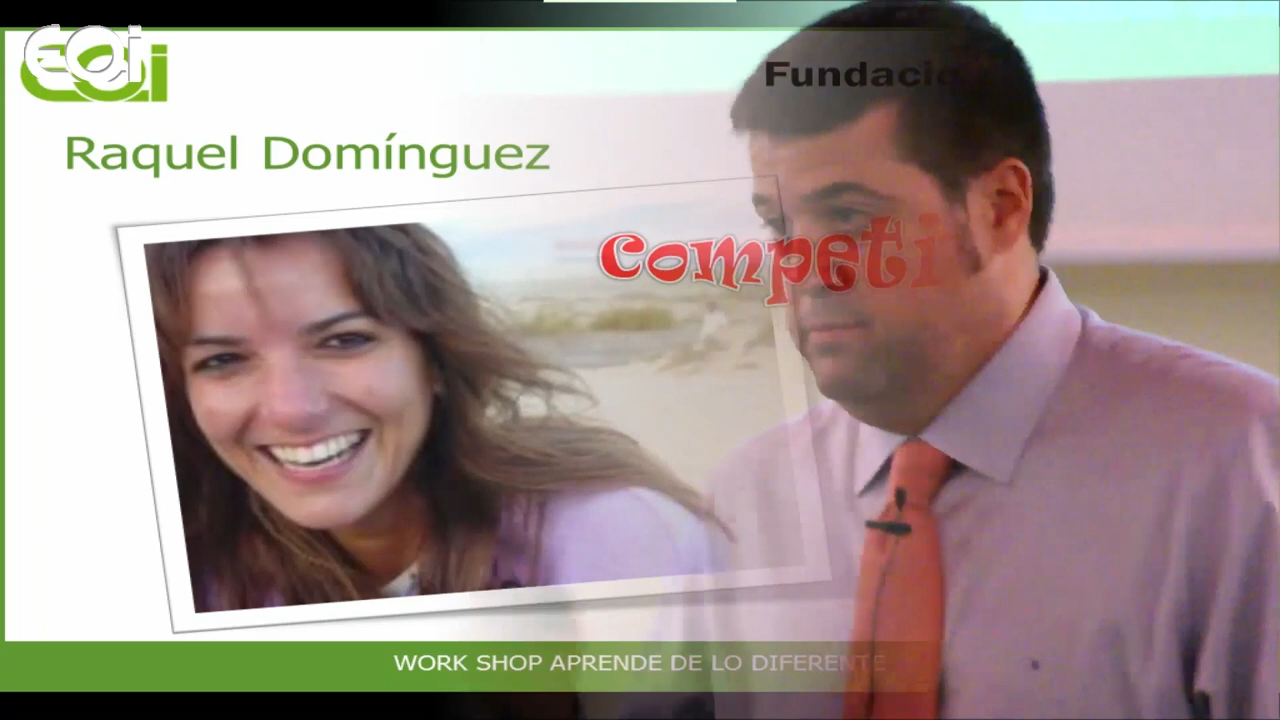 eoi
Fundacio
Raquel Domínguez
Competi
WORK SHOP APRENDE DE LO DIFERENTE